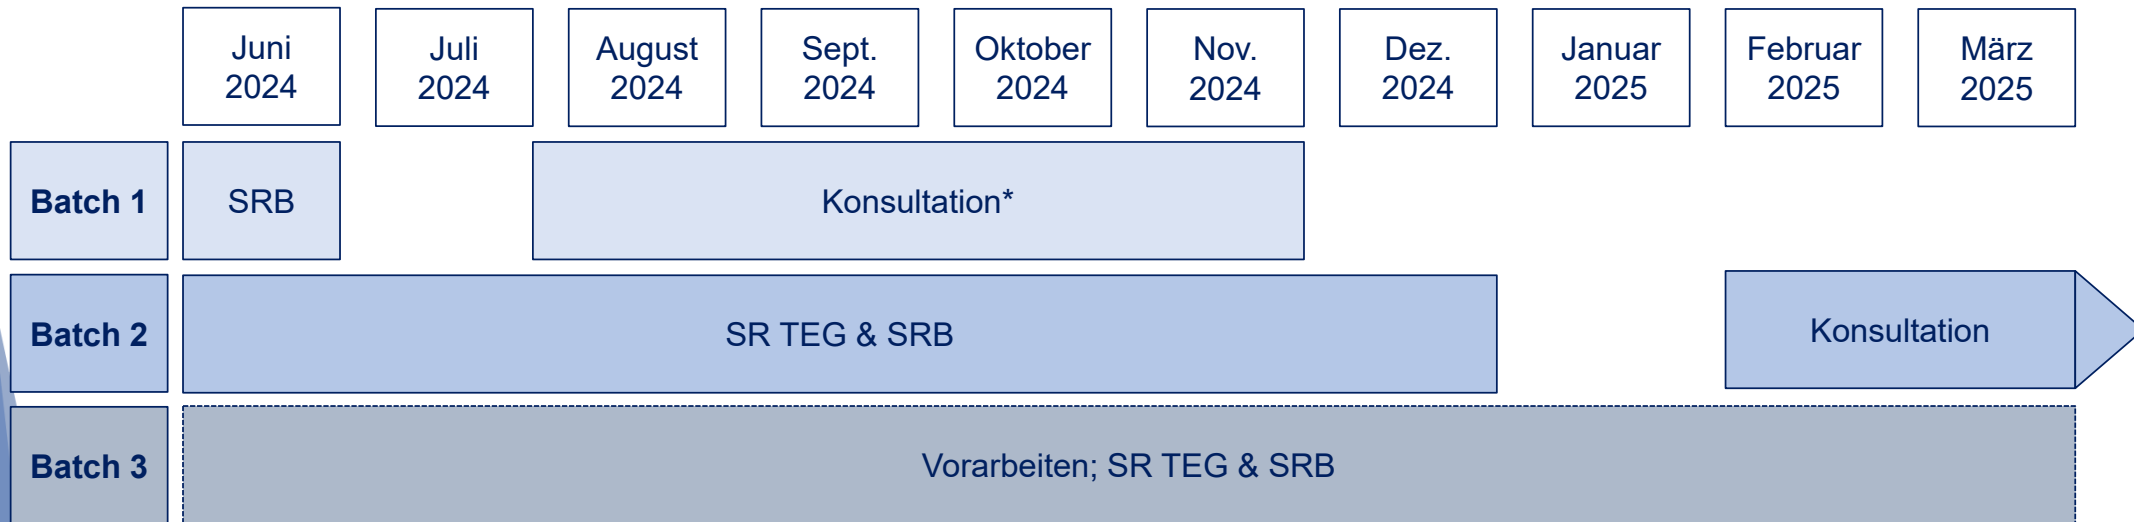 Juni
2024
Juli
2024
August
2024
Sept.
2024
Oktober
2024
Nov.
2024
Dez.
2024
Januar
2025
Februar
2025
März
2025
Batch 1
SRB
Konsultation*
Batch 2
SR TEG & SRB
Konsultation
Batch 3
Vorarbeiten; SR TEG & SRB